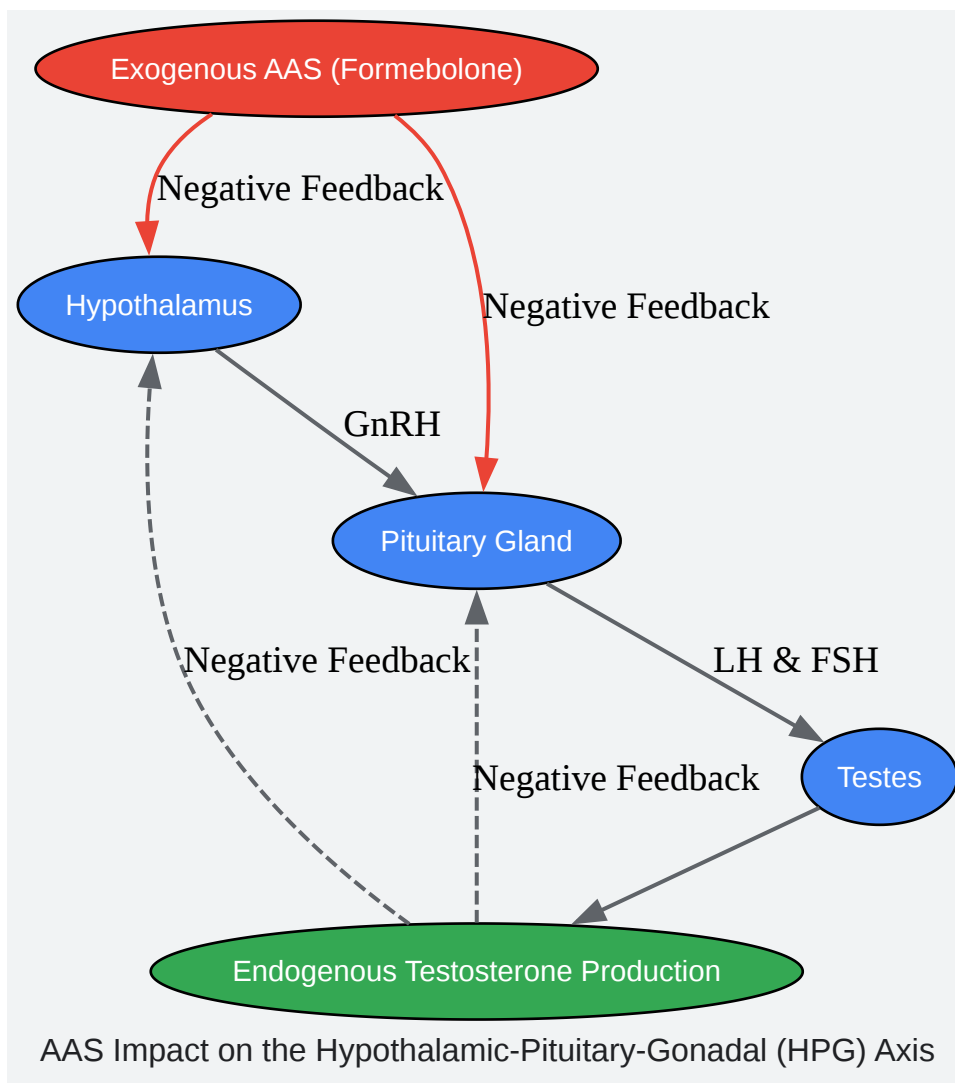 Exogenous AAS (Formebolone)
Negative Feedback
Hypothalamus
Negative Feedback
GnRH
Pituitary Gland
Negative Feedback
LH & FSH
Negative Feedback
Testes
Endogenous Testosterone Production
AAS Impact on the Hypothalamic-Pituitary-Gonadal (HPG) Axis